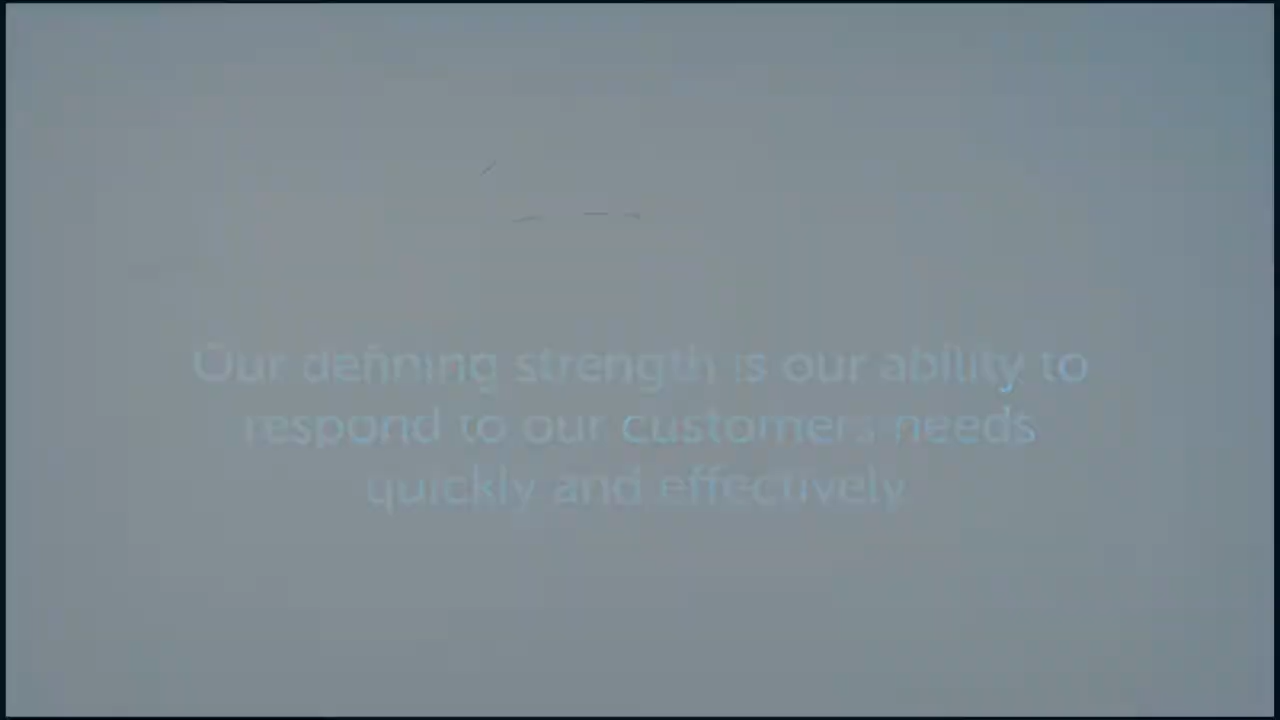 Our defining strength is our ability to
respond to our customers needs
quickly and effectively